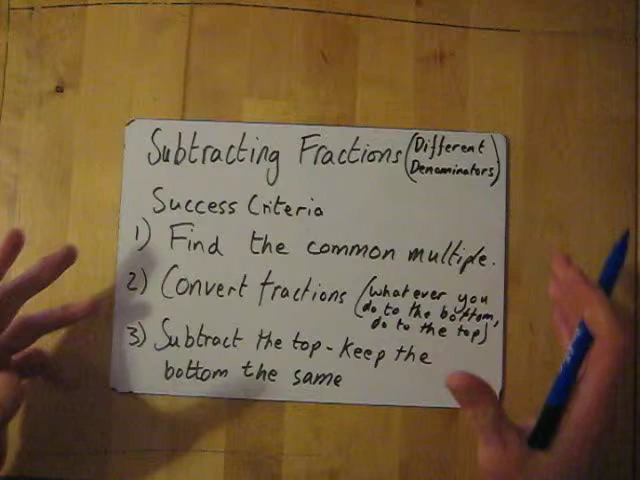 Subtracting Fractions (Different Denominators)
Success Criteria
1) Find the common multiple.
2) Convert fractions (whatever you
do to the bottom,
do to the top)
3) Subtract the top - keep the
bottom the same